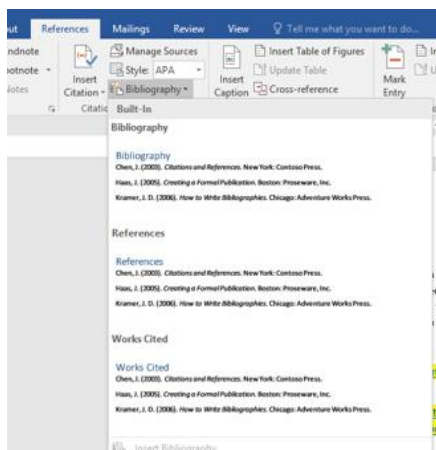 out References Mailings Review View Tell me what you want to do...
ndnote Manage Sources Insert Table of Figures
ootnote Style: APA Update Table
Notes Insert Citation Bibliography Insert Caption Cross-reference Mark Entry
Citatic Built-In
Bibliography
Bibliography
Chen, J. (2003). Citations and References. New York: Contoso Press.
Haas, J. (2005). Creating a Formal Publication. Boston: Proseware, Inc.
Kramer, J. D. (2006). How to Write Bibliographies. Chicago: Adventure Works Press.
References
References
Chen, J. (2003). Citations and References. New York: Contoso Press.
Haas, J. (2005). Creating a Formal Publication. Boston: Proseware, Inc.
Kramer, J. D. (2006). How to Write Bibliographies. Chicago: Adventure Works Press.
Works Cited
Works Cited
Chen, J. (2003). Citations and References. New York: Contoso Press.
Haas, J. (2005). Creating a Formal Publication. Boston: Proseware, Inc.
Kramer, J. D. (2006). How to Write Bibliographies. Chicago: Adventure Works Press.
Insert Bibliography